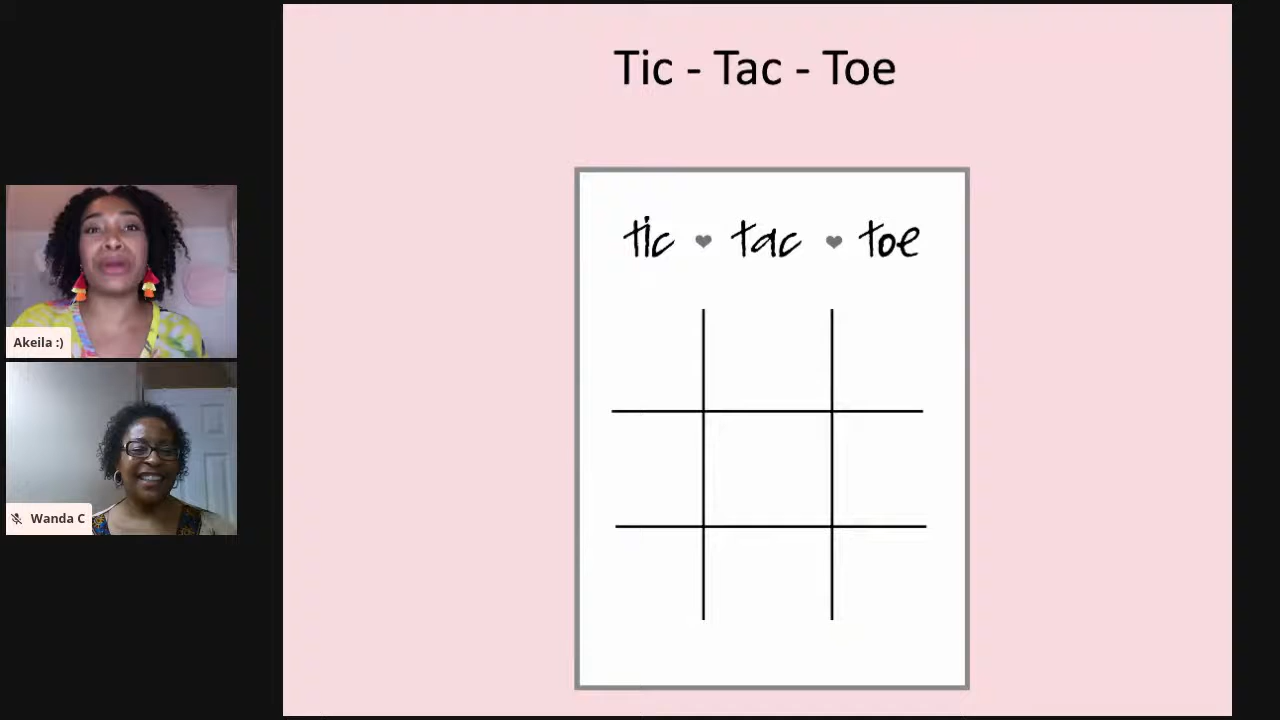 Tic - Tac - Toe
tic ❤ tac ❤ toe
Akeila :)
Wanda C